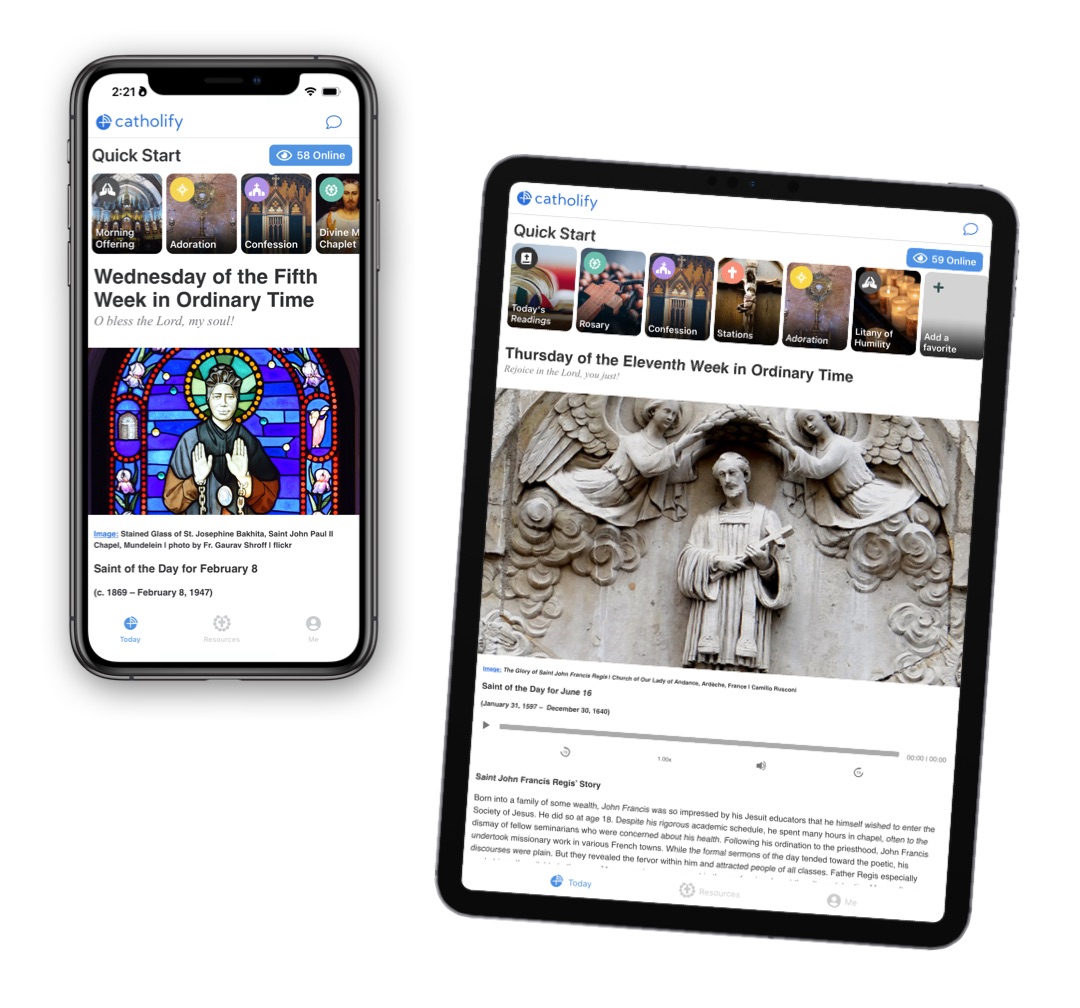 2:21
catholify
Quick Start
58 Online
Morning
Offering
Adoration
Confession
Divine M
Chaplet
Wednesday of the Fifth
Week in Ordinary Time
O bless the Lord, my soul!
Image: Stained Glass of St. Josephine Bakhita, Saint John Paul II
Chapel, Mundelein | photo by Fr. Gaurav Shroff | flickr
Saint of the Day for February 8
(c. 1869 – February 8, 1947)
Today
Resources
Me
catholify
Quick Start
59 Online
Today's
Readings
Rosary
Confession
Stations
Adoration
Litany of
Humility
Add a
favorite
Thursday of the Eleventh Week in Ordinary Time
Rejoice in the Lord, you just!
Image: The Glory of Saint John Francis Regis | Church of Our Lady of Andance, Ardèche, France | Camillo Rusconi
Saint of the Day for June 16
(January 31, 1597 – December 30, 1640)
00:00 / 00:00
1.00x
Saint John Francis Regis' Story
Born into a family of some wealth, John Francis was so impressed by his Jesuit educators that he himself wished to enter the
Society of Jesus. He did so at age 18. Despite his rigorous academic schedule, he spent many hours in chapel, often to the
dismay of fellow seminarians who were concerned about his health. Following his ordination to the priesthood, John Francis
undertook missionary work in various French towns. While the formal sermons of the day tended toward the poetic, his
discourses were plain. But they revealed the fervor within him and attracted people of all classes. Father Regis especially
Today
Resources
Me